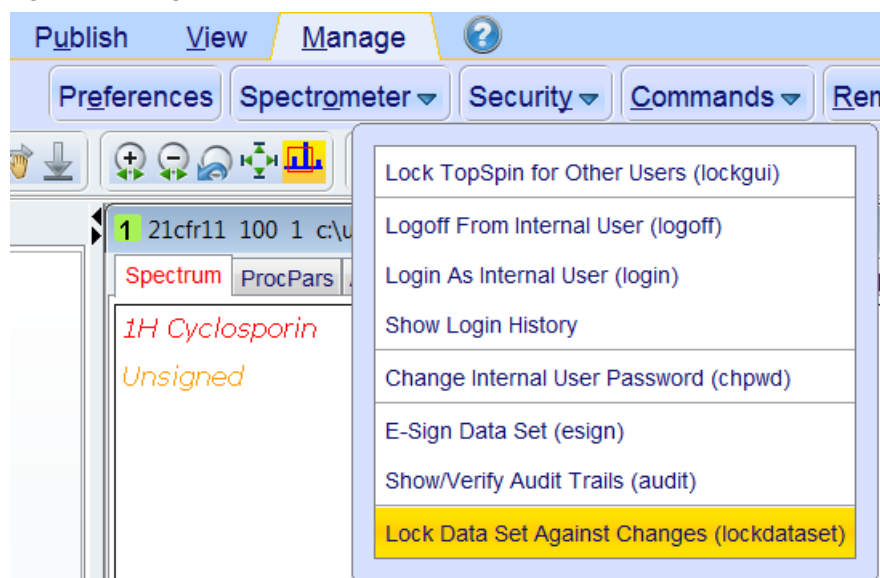 Publish View Manage ?
Preferences Spectrometer Security Commands
1 21cfr11 100 1 c:\u
Spectrum ProcPars
1H Cyclosporin
Unsigned
Lock TopSpin for Other Users (lockgui)
Logoff From Internal User (logoff)
Login As Internal User (login)
Show Login History
Change Internal User Password (chpwd)
E-Sign Data Set (esign)
Show/Verify Audit Trails (audit)
Lock Data Set Against Changes (lockdataset)